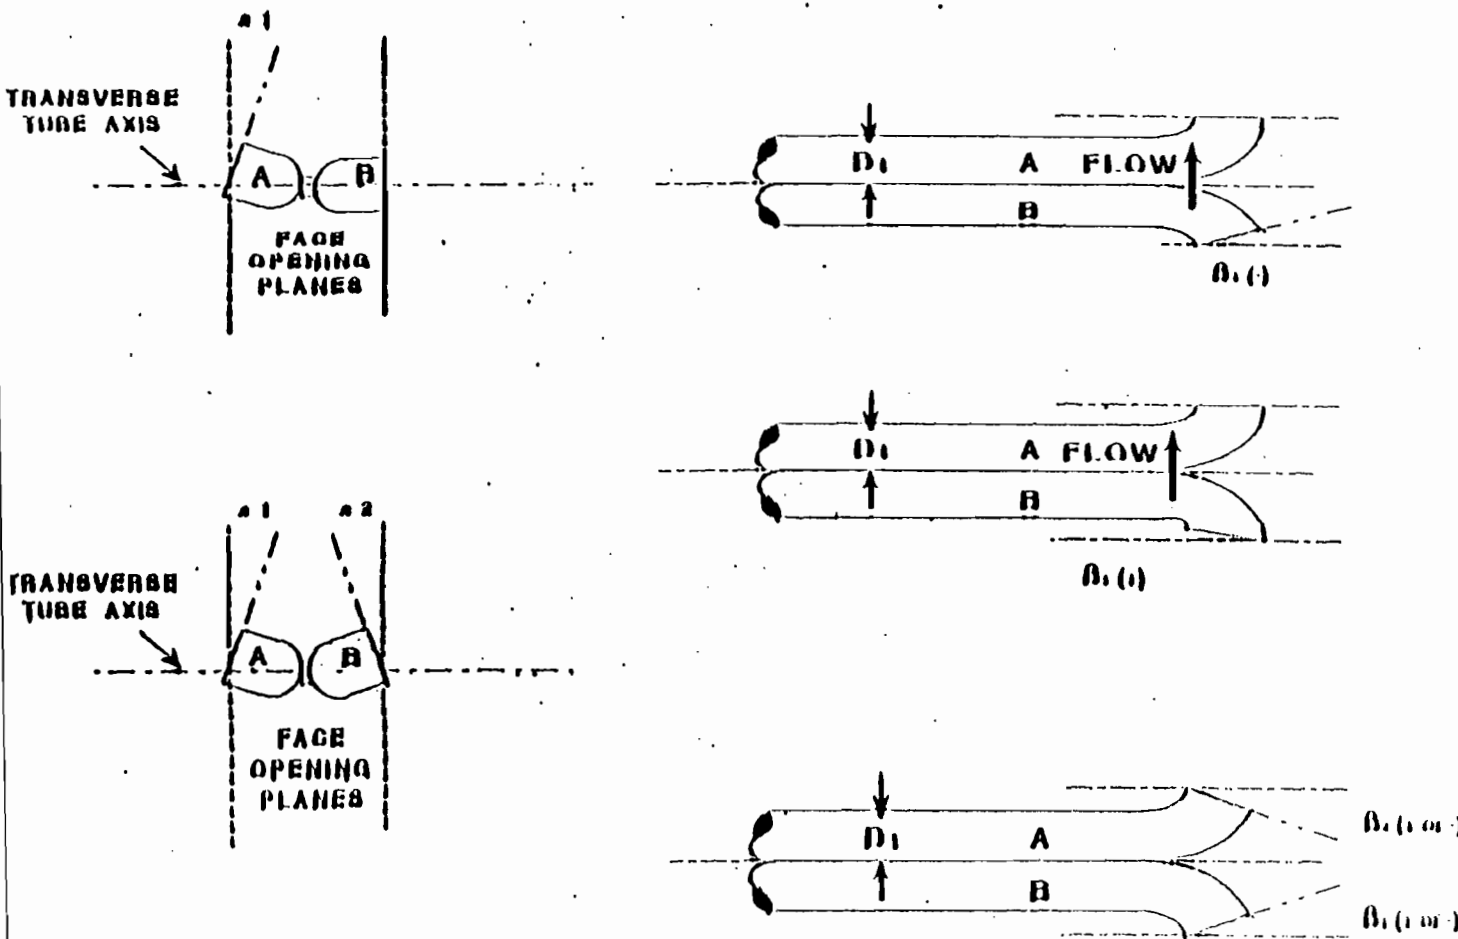 α1
TRANSVERSE
TUBE AXIS
A
B
FACE
OPENING
PLANES
D1
A
FLOW
B
β1(-)
D1
A
FLOW
B
α1
α2
TRANSVERSE
TUBE AXIS
A
B
FACE
OPENING
PLANES
D1
A
B